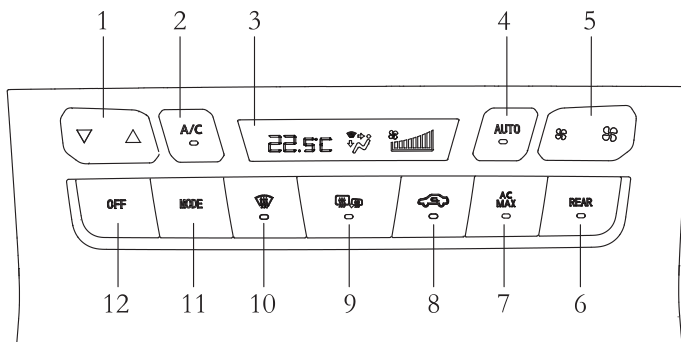 1 2 3 4 5
A/C 22.5C AUTO
OFF MODE AC MAX REAR
12 11 10 9 8 7 6